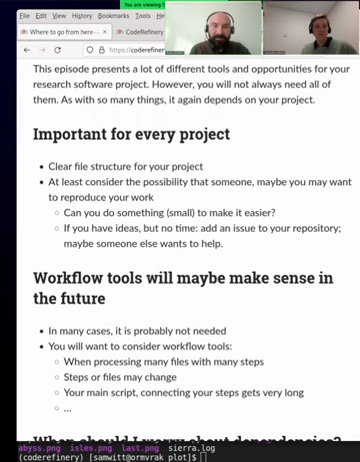 You are viewing S
File Edit View History Bookmarks Tools He
Where to go from here
CodeRefinery
https://coderefiner
This episode presents a lot of different tools and opportunities for your
research software project. However, you will not always need all of
them. As with so many things, it again depends on your project.
Important for every project
• Clear file structure for your project
• At least consider the possibility that someone, maybe you may want
to reproduce your work
◦ Can you do something (small) to make it easier?
◦ If you have ideas, but no time: add an issue to your repository;
maybe someone else wants to help.
Workflow tools will maybe make sense in
the future
• In many cases, it is probably not needed
• You will want to consider workflow tools:
◦ When processing many files with many steps
◦ Steps or files may change
◦ Your main script, connecting your steps gets very long
◦ ...
When should I worry about dependencies?
abyss.png isles.png last.png sierra.log
(coderefinery) [samwitt@ormvrak plot]$